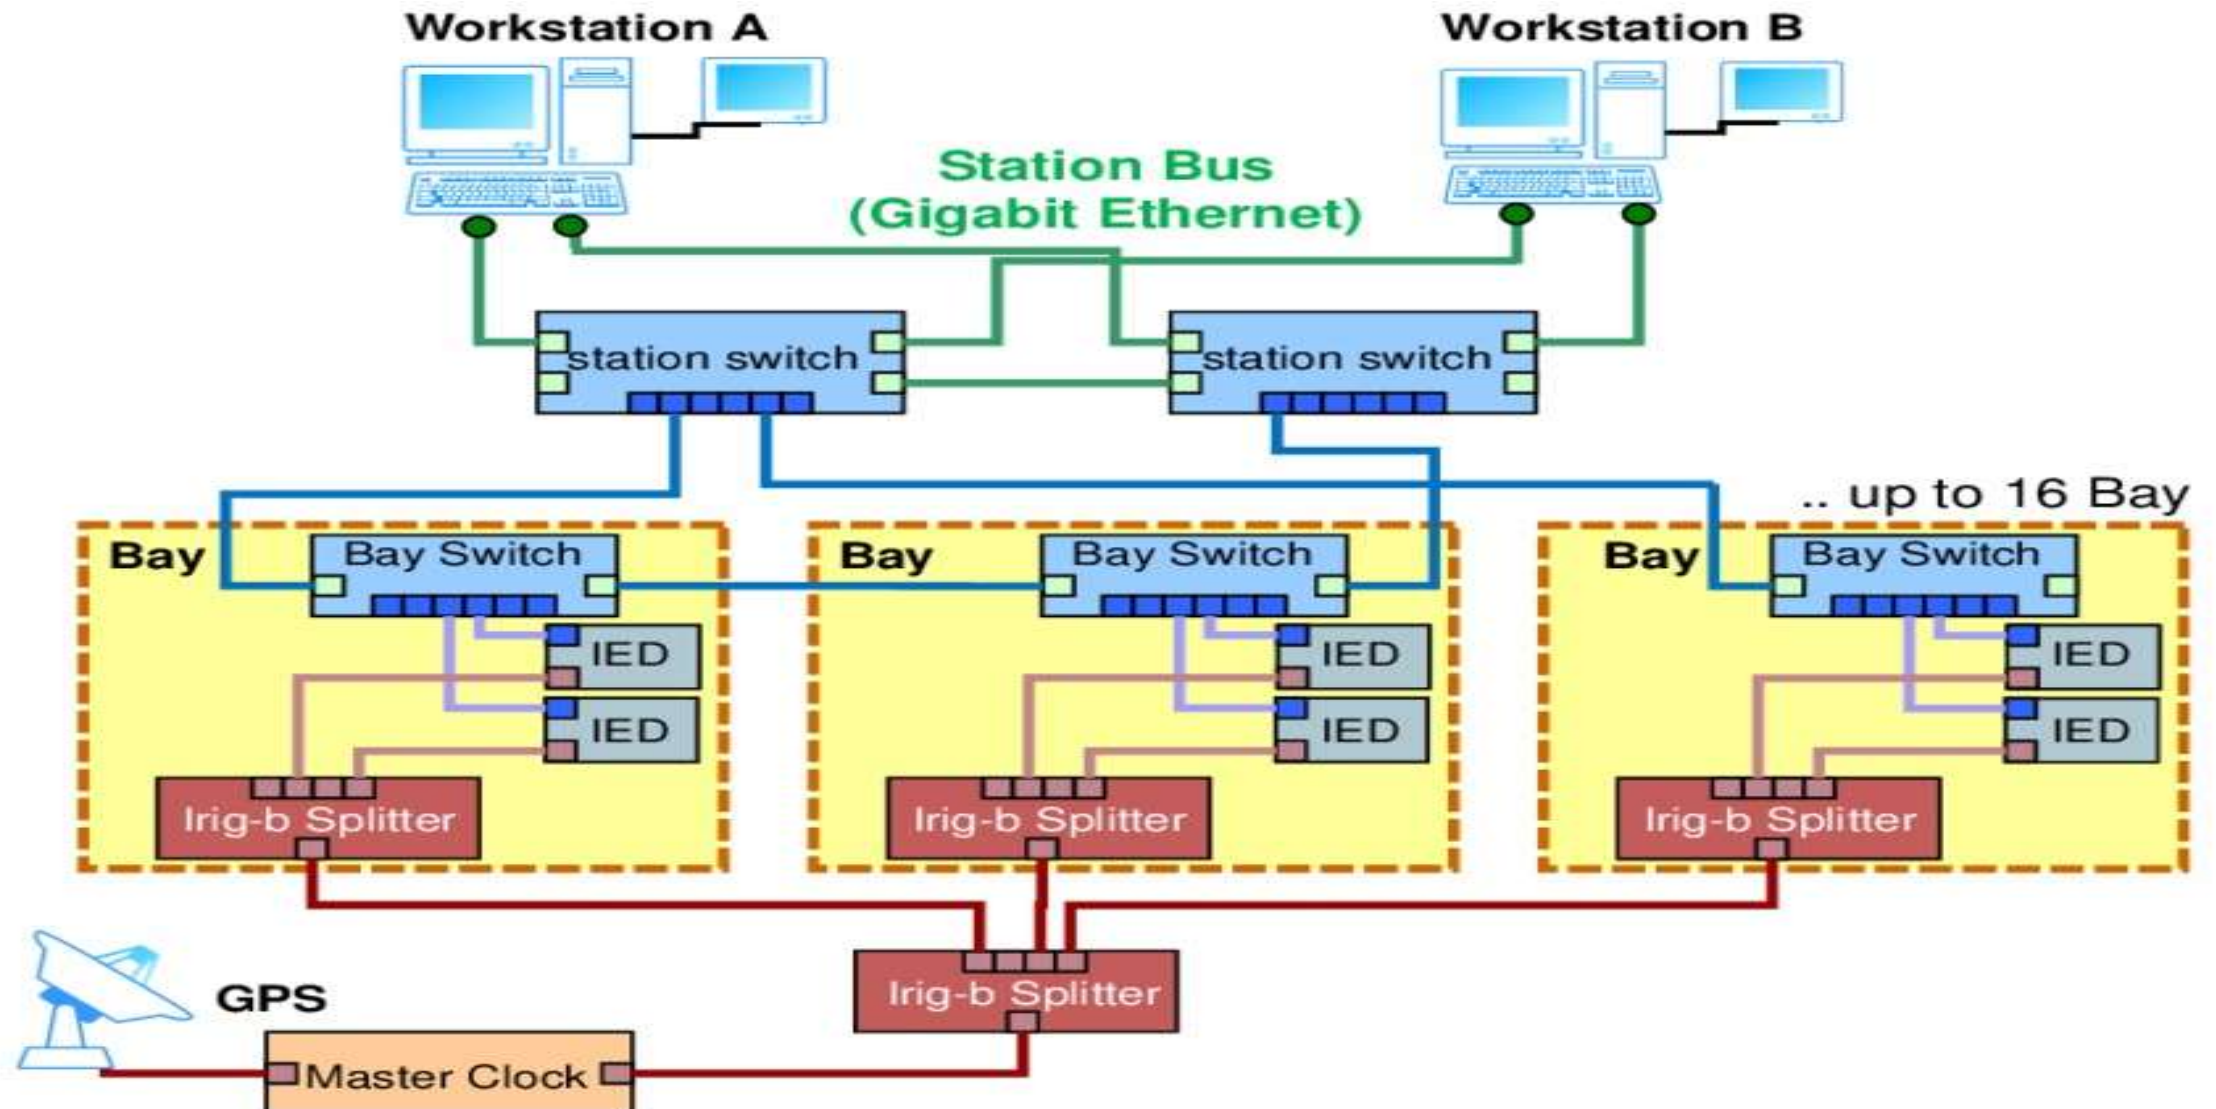 Workstation A
Workstation B
Station Bus
(Gigabit Ethernet)
station switch
station switch
.. up to 16 Bay
Bay
Bay Switch
Bay
Bay Switch
Bay
Bay Switch
IED
IED
IED
IED
IED
IED
Irig-b Splitter
Irig-b Splitter
Irig-b Splitter
GPS
Irig-b Splitter
Master Clock